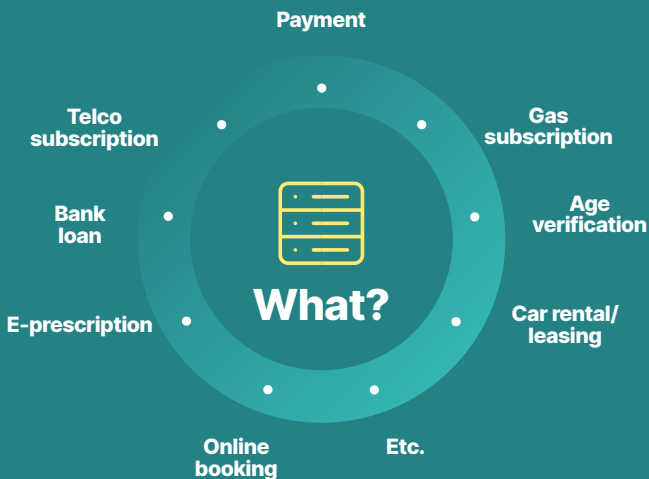 Payment
Telco
subscription
Gas
subscription
Bank
loan
Age
verification
What?
E-prescription
Car rental/
leasing
Online
booking
Etc.